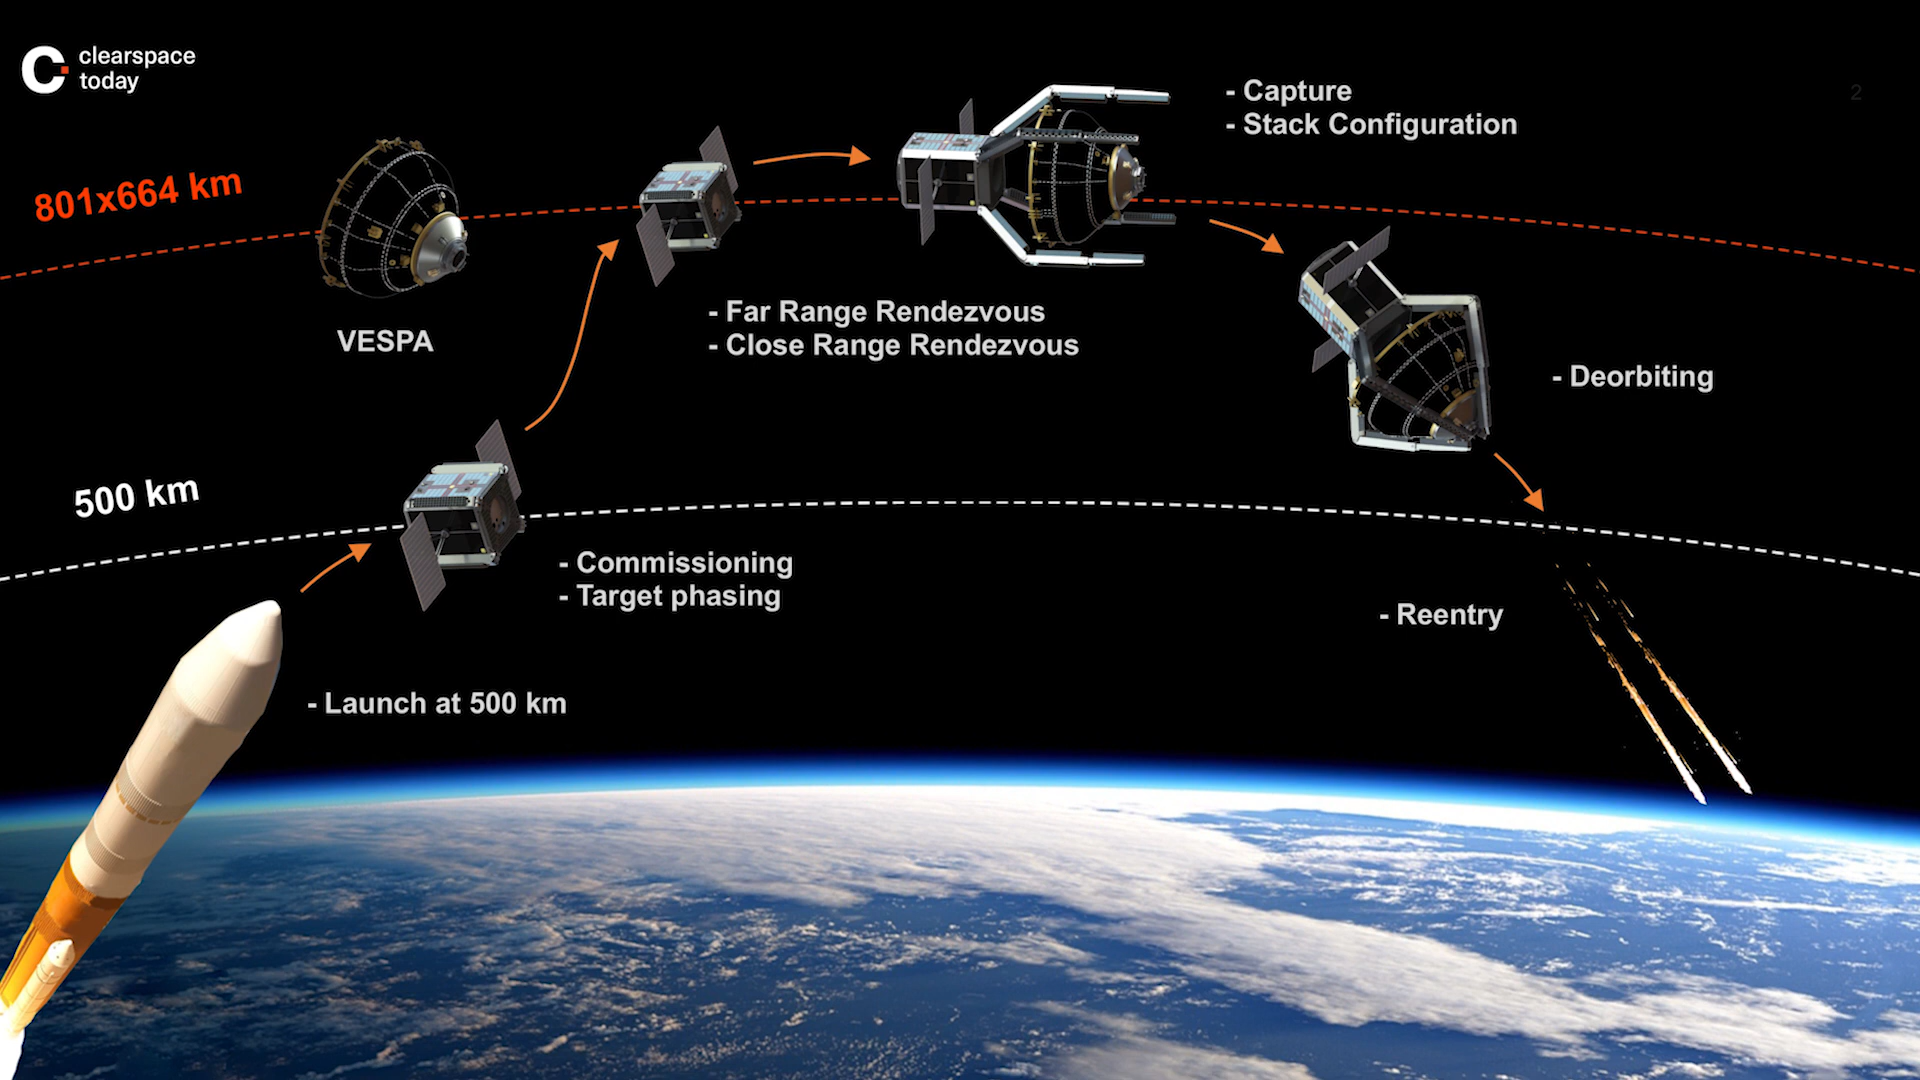 clearspace
today
2
- Capture
- Stack Configuration
801x664 km
- Far Range Rendezvous
- Close Range Rendezvous
VESPA
- Deorbiting
500 km
- Commissioning
- Target phasing
- Reentry
- Launch at 500 km